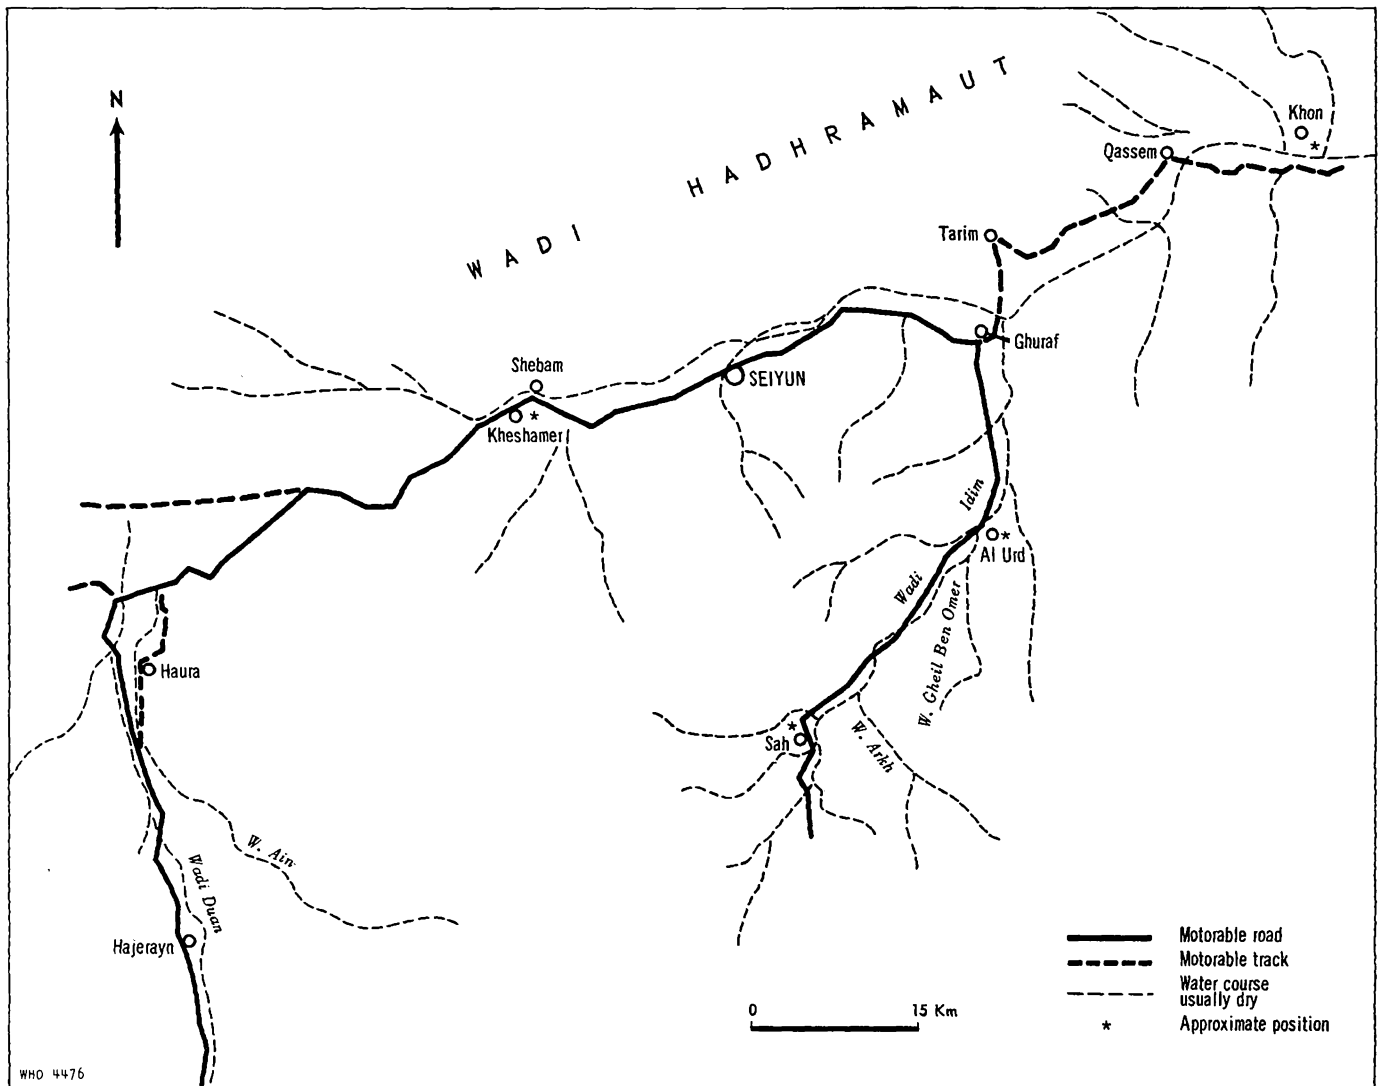 N
WADI HADHRAMAUT
Khon
*
Qassem
Tarim
Ghuraf
Shebam
SEIYUN
*
Kheshamer
Idim
*
Al Urd
Wadi
W. Gheil Ben Omer
Haura
*
Sah
W. Arkh
W. Ain
Wadi Duan
Hajerayn
Motorable road
Motorable track
Water course
usually dry
* Approximate position
0 15 Km
WHO 4476